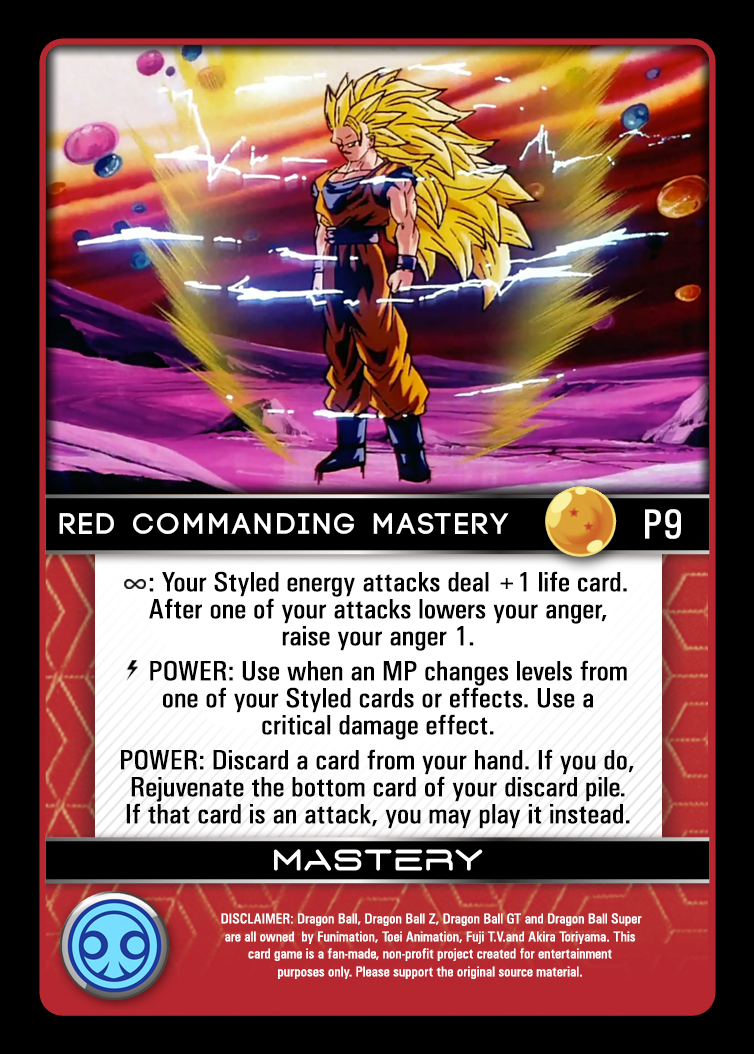 RED COMMANDING MASTERY P9
∞: Your Styled energy attacks deal +1 life card.
After one of your attacks lowers your anger,
raise your anger 1.
POWER: Use when an MP changes levels from
one of your Styled cards or effects. Use a
critical damage effect.
POWER: Discard a card from your hand. If you do,
Rejuvenate the bottom card of your discard pile.
If that card is an attack, you may play it instead.
MASTERY
DISCLAIMER: Dragon Ball, Dragon Ball Z, Dragon Ball GT and Dragon Ball Super
are all owned by Funimation, Toei Animation, Fuji T.V.and Akira Toriyama. This
card game is a fan-made, non-profit project created for entertainment
purposes only. Please support the original source material.